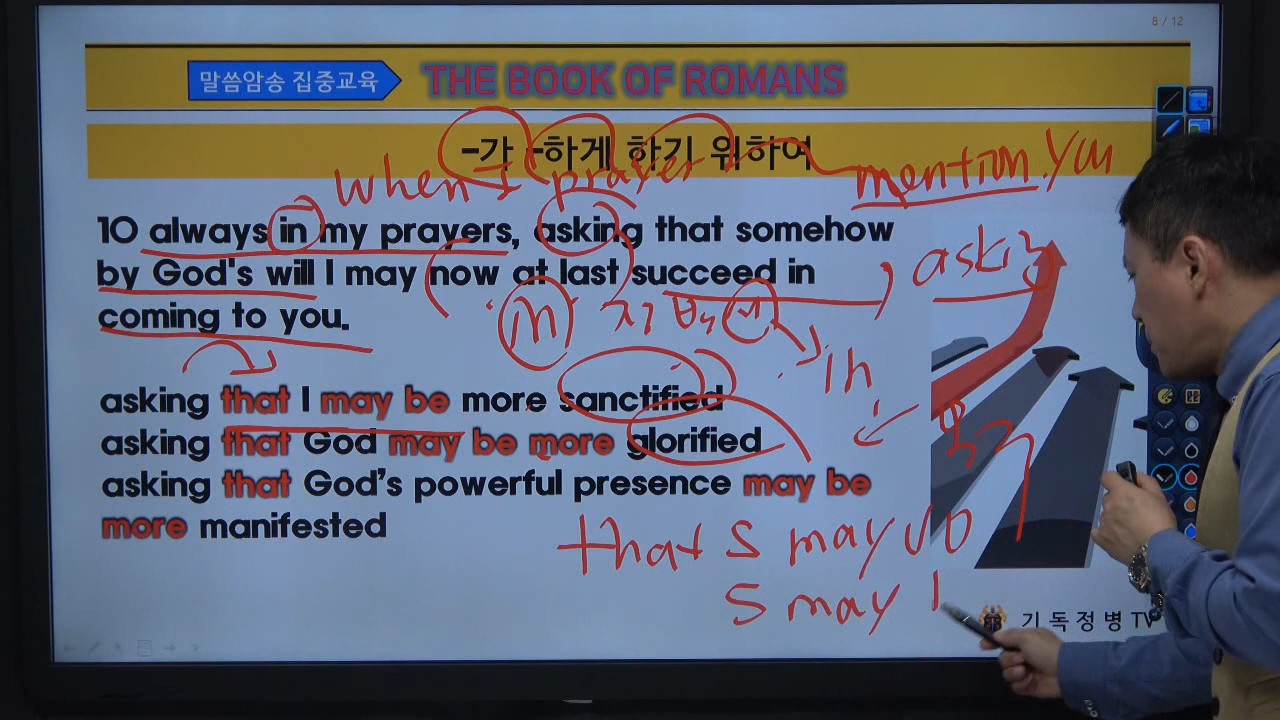 8 / 12
말씀암송 집중교육 THE BOOK OF ROMANS
-가 -하게 하기 위하여
when I prayer mention you
10 always in my prayers, asking that somehow
by God's will I may now at last succeed in
asking
coming to you.
in
in
asking that I may be more sanctified
asking that God may be more glorified
asking that God's powerful presence may be
more manifested
that S may V O
S may
기독정병TV